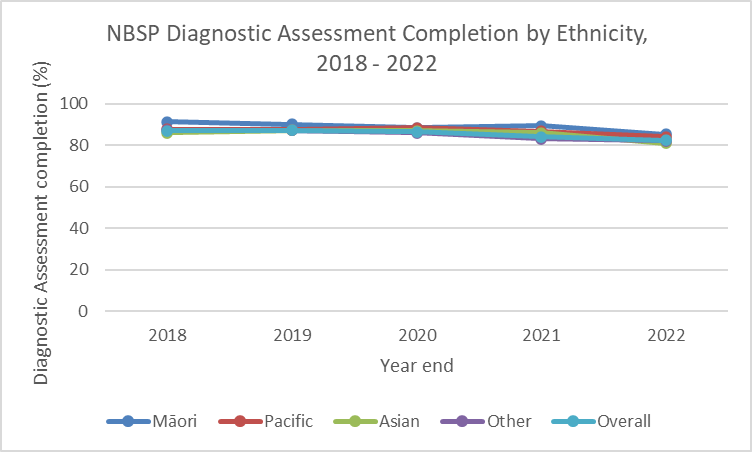 NBSP Diagnostic Assessment Completion by Ethnicity,
2018 - 2022
Diagnostic Assessment completion (%)
100
80
60
40
20
0
2018 2019 2020 2021 2022
Year end
Māori Pacific Asian Other Overall